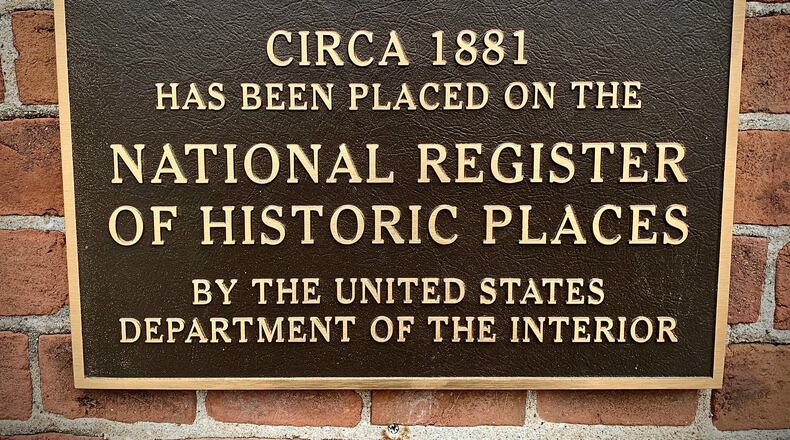 CIRCA 1881
HAS BEEN PLACED ON THE
NATIONAL REGISTER
OF HISTORIC PLACES
BY THE UNITED STATES
DEPARTMENT OF THE INTERIOR